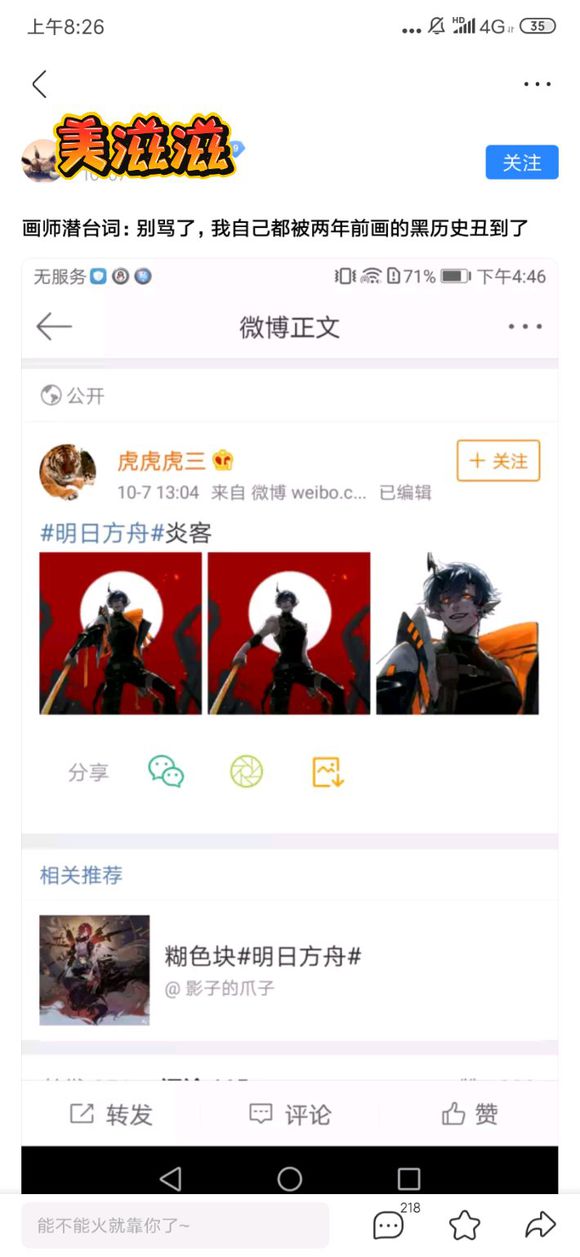 上午8:26
HD 4G 35
美滋滋
关注
画师潜台词：别骂了，我自己都被两年前画的黑历史丑到了
无服务 71% 下午4:46
微博正文
公开
虎虎虎三
+ 关注
10-7 13:04 来自 微博 weibo.c... 已编辑
#明日方舟#炎客
分享
相关推荐
糊色块#明日方舟#
@ 影子的爪子
转发 评论 赞
能不能火就靠你了~
218